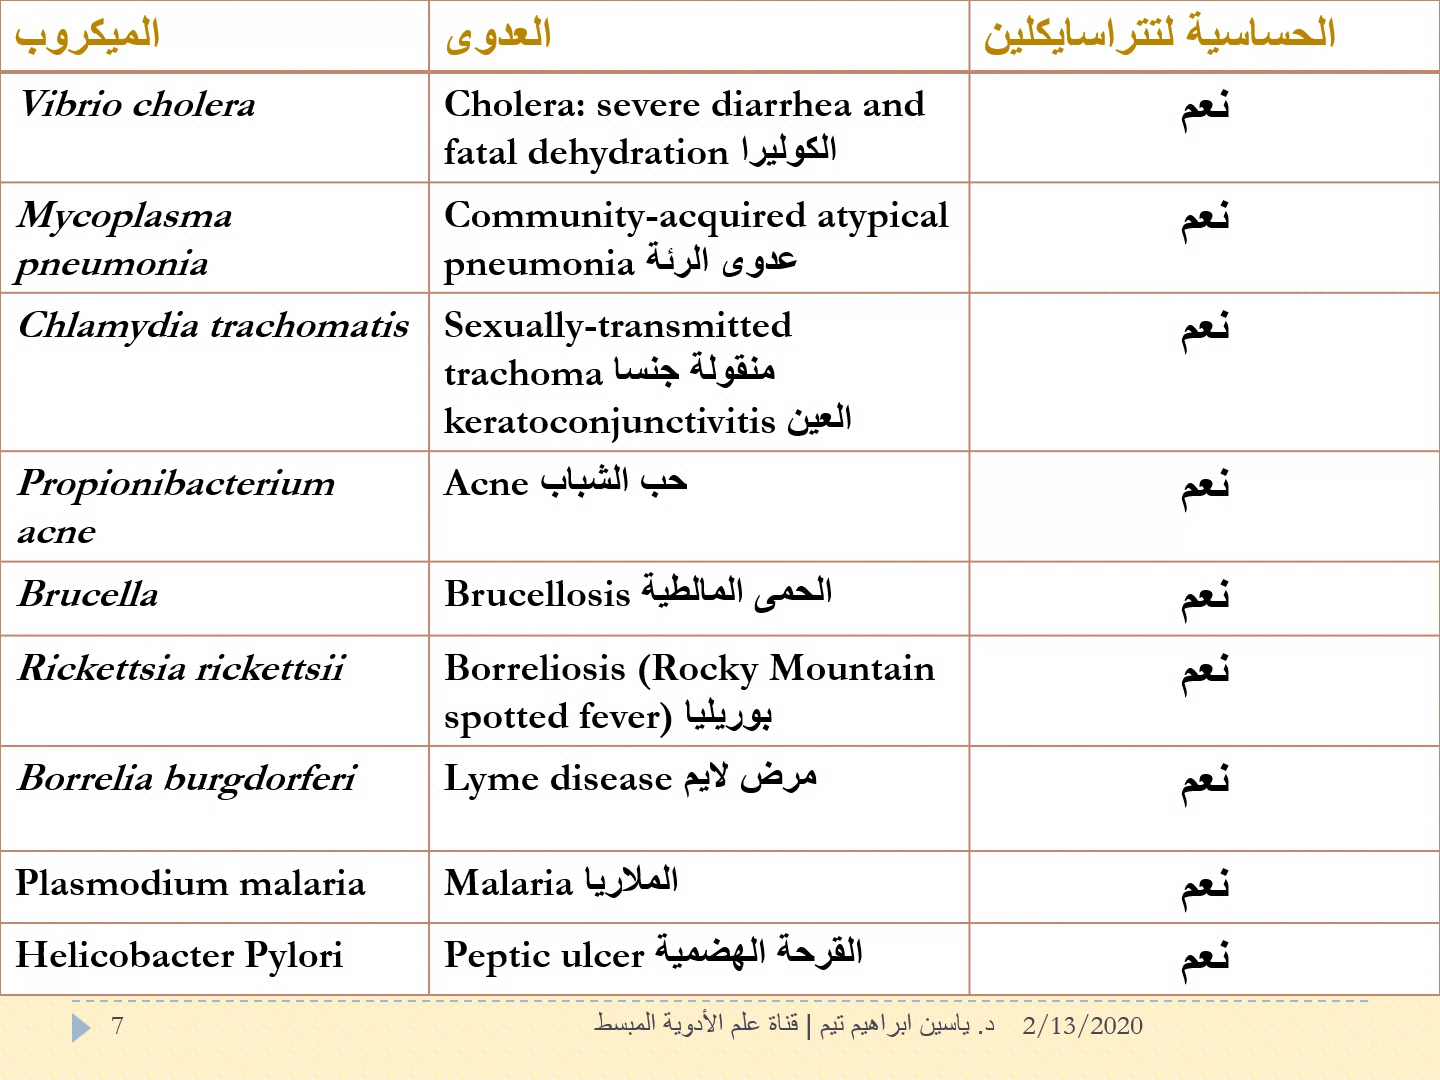 الميكروب
العدوى
الحساسية لتتراسايكلين
Vibrio cholera
Cholera: severe diarrhea and
fatal dehydration الكوليرا
نعم
Mycoplasma
pneumonia
Community-acquired atypical
pneumonia عدوى الرئة
نعم
Chlamydia trachomatis
Sexually-transmitted
trachoma منقولة جنسا
keratoconjunctivitis العين
نعم
Propionibacterium
acne
Acne حب الشباب
نعم
Brucella
Brucellosis الحمى المالطية
نعم
Rickettsia rickettsii
Borreliosis (Rocky Mountain
spotted fever) بوريليا
نعم
Borrelia burgdorferi
Lyme disease مرض لايم
نعم
Plasmodium malaria
Malaria الملاريا
نعم
Helicobacter Pylori
Peptic ulcer القرحة الهضمية
نعم
7
د. ياسين ابراهيم تيم | قناة علم الأدوية المبسط
2/13/2020